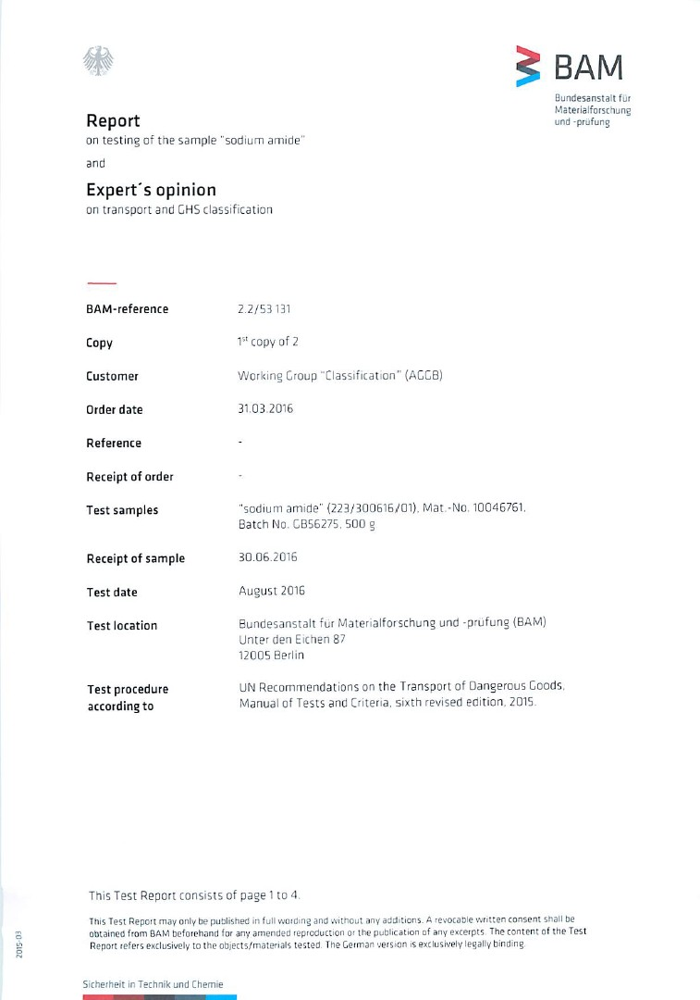 BAM
Bundesanstalt für
Materialforschung
und -prüfung
Report
on testing of the sample "sodium amide"
and
Expert´s opinion
on transport and GHS classification
BAM-reference 2.2/53 131
Copy 1st copy of 2
Customer Working Group "Classification" (AGGB)
Order date 31.03.2016
Reference -
Receipt of order -
Test samples "sodium amide" (223/300616/01), Mat.-No. 10046761,
Batch No. GB56275, 500 g
Receipt of sample 30.06.2016
Test date August 2016
Test location Bundesanstalt für Materialforschung und -prüfung (BAM)
Unter den Eichen 87
12005 Berlin
Test procedure UN Recommendations on the Transport of Dangerous Goods,
according to Manual of Tests and Criteria, sixth revised edition, 2015.
This Test Report consists of page 1 to 4.
This Test Report may only be published in full wording and without any additions. A revocable written consent shall be
obtained from BAM beforehand for any amended reproduction or the publication of any excerpts. The content of the Test
Report refers exclusively to the objects/materials tested. The German version is exclusively legally binding.
2015-03
Sicherheit in Technik und Chemie